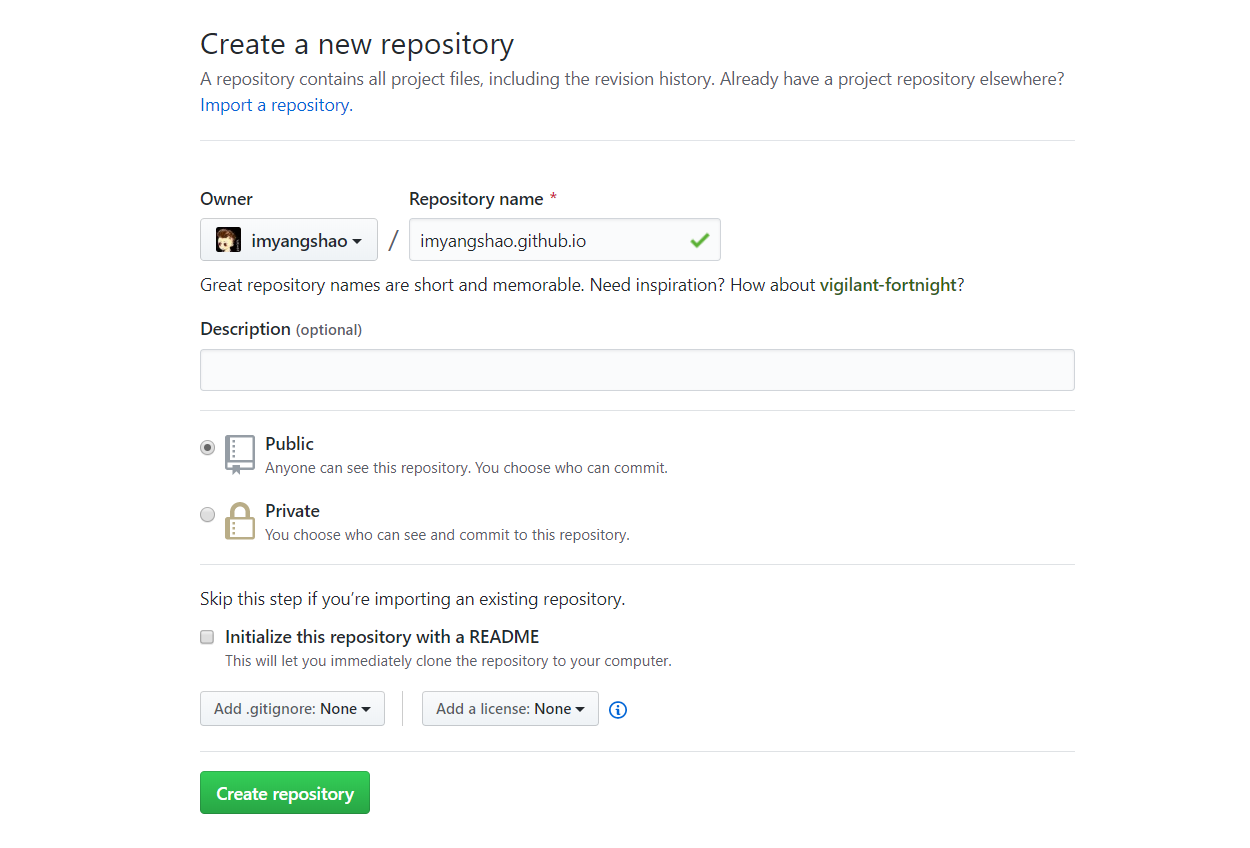 Create a new repository
A repository contains all project files, including the revision history. Already have a project repository elsewhere?
Import a repository.
Owner
Repository name *
imyangshao / imyangshao.github.io
Great repository names are short and memorable. Need inspiration? How about vigilant-fortnight?
Description (optional)
Public
Anyone can see this repository. You choose who can commit.
Private
You choose who can see and commit to this repository.
Skip this step if you’re importing an existing repository.
Initialize this repository with a README
This will let you immediately clone the repository to your computer.
Add .gitignore: None
Add a license: None
Create repository